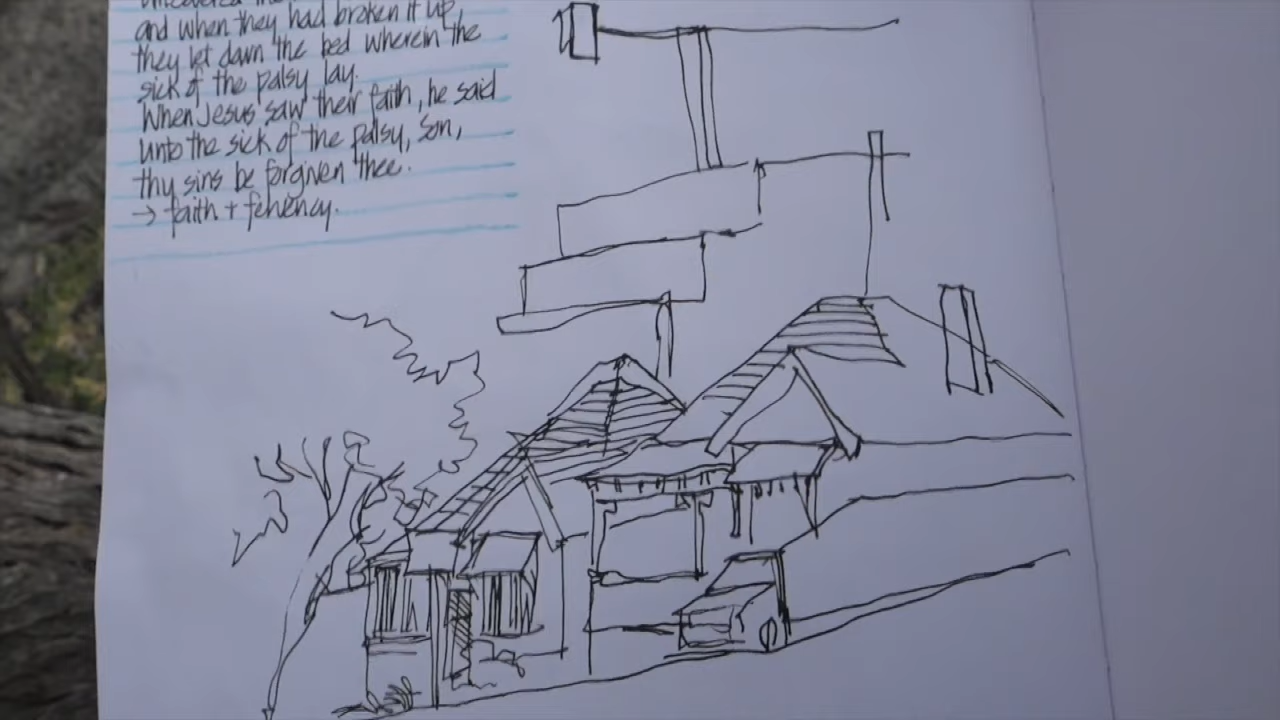 uncovered the
and when they had broken it up,
they let down the bed wherein the
sick of the palsy lay.
When Jesus saw their faith, he said
unto the sick of the palsy, Son,
thy sins be forgiven thee.
→ faith +